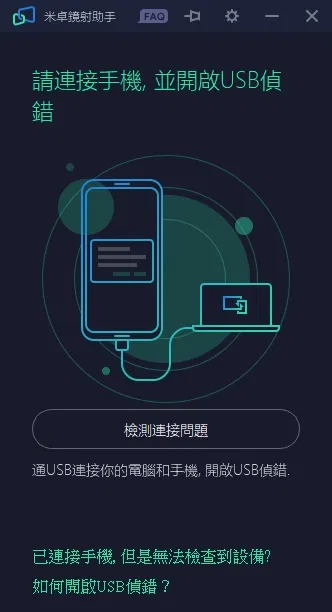 米卓鏡射助手 FAQ
請連接手機, 並開啟USB偵
錯
檢測連接問題
通USB連接你的電腦和手機, 開啟USB偵錯.
已連接手機, 但是無法檢查到設備?
如何開啟USB偵錯？